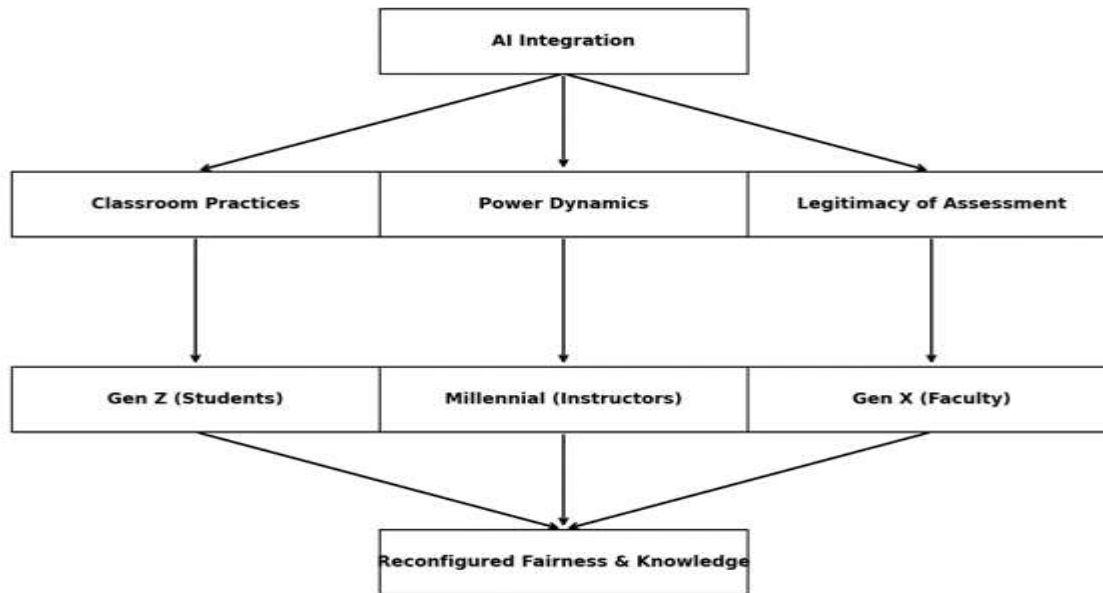 AI Integration
Classroom Practices
Power Dynamics
Legitimacy of Assessment
Gen Z (Students)
Millennial (Instructors)
Gen X (Faculty)
Reconfigured Fairness & Knowledge